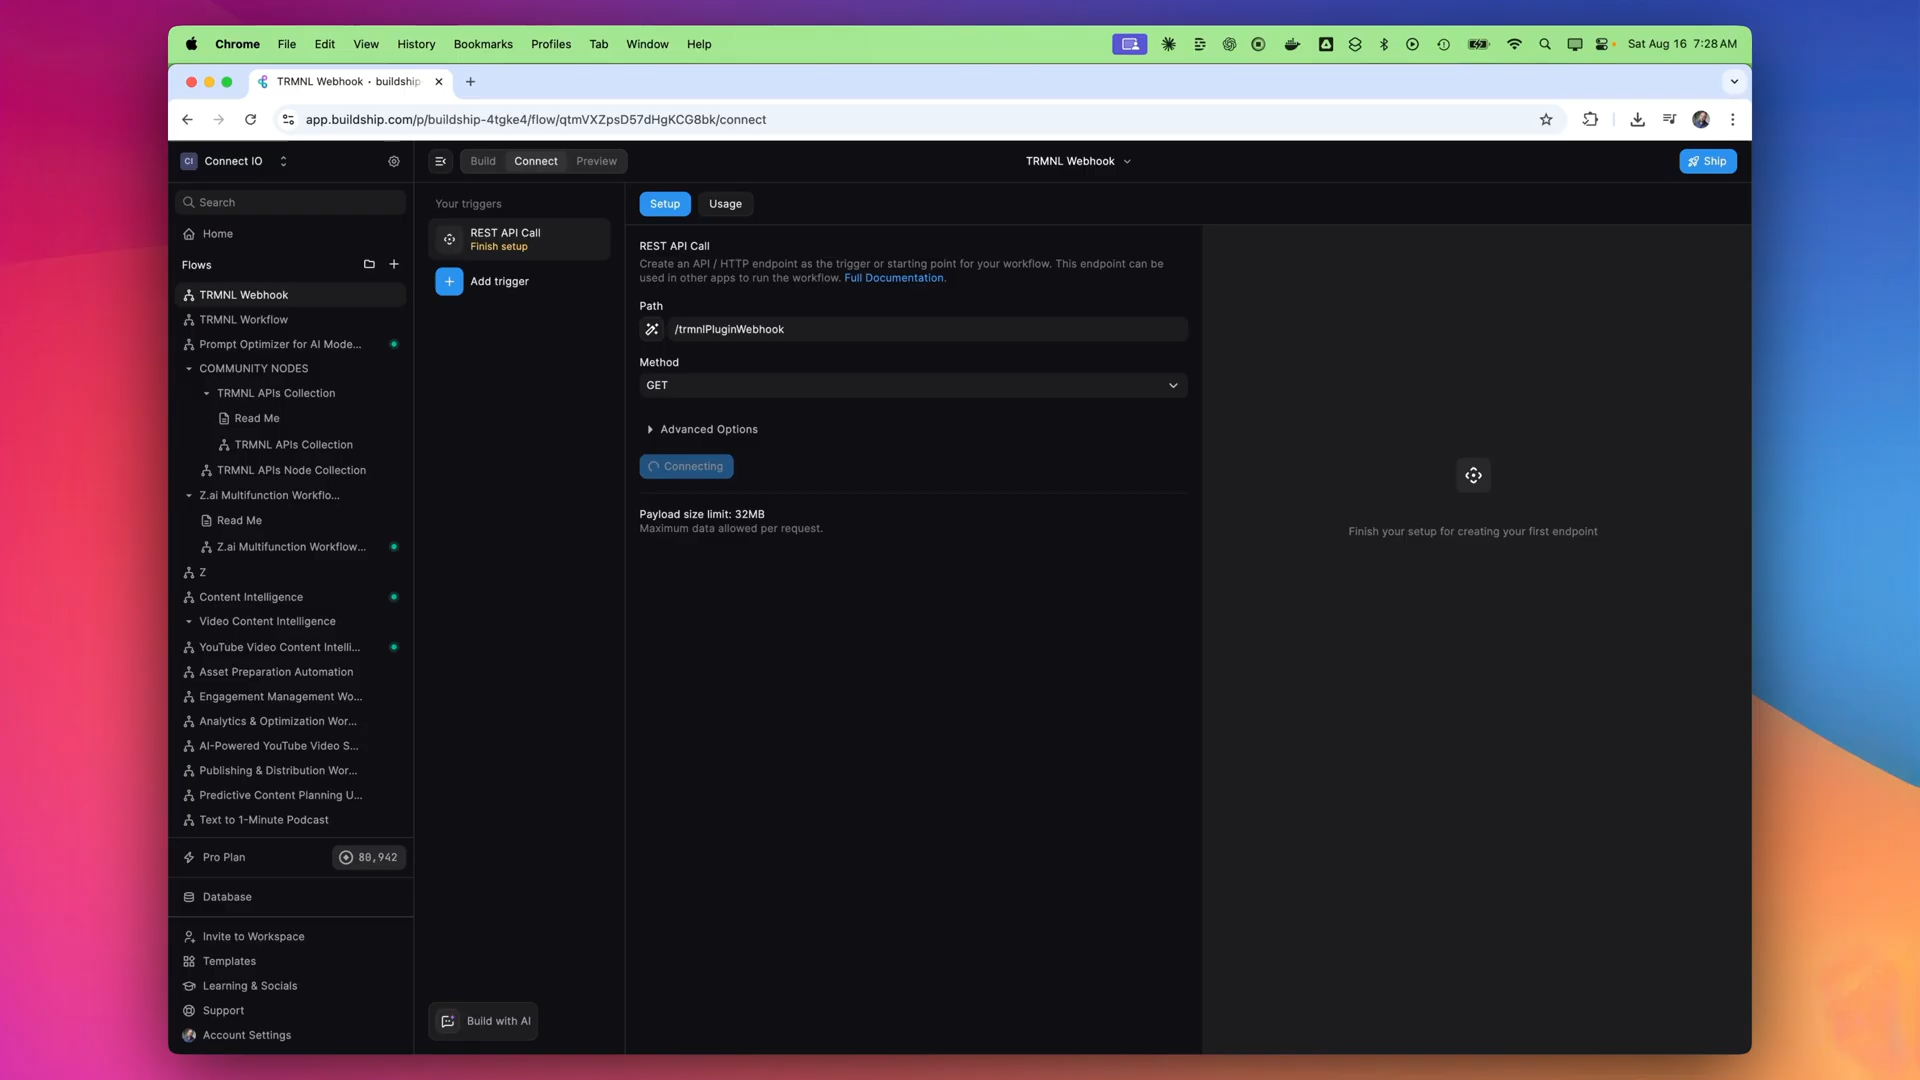 Chrome File Edit View History Bookmarks Profiles Tab Window Help Sat Aug 16 7:28 AM
TRMNL Webhook • buildship
app.buildship.com/p/buildship-4tgke4/flow/qtmVXZpsD57dHgKCG8bk/connect
CI Connect IO
Build Connect Preview
TRMNL Webhook
Ship
Search
Home
Flows
TRMNL Webhook
TRMNL Workflow
Prompt Optimizer for AI Mode...
COMMUNITY NODES
TRMNL APIs Collection
Read Me
TRMNL APIs Collection
TRMNL APIs Node Collection
Z.ai Multifunction Workflo...
Read Me
Z.ai Multifunction Workflow...
Z
Content Intelligence
Video Content Intelligence
YouTube Video Content Intelli...
Asset Preparation Automation
Engagement Management Wo...
Analytics & Optimization Wor...
AI-Powered YouTube Video S...
Publishing & Distribution Wor...
Predictive Content Planning U...
Text to 1-Minute Podcast
Pro Plan 80,942
Database
Invite to Workspace
Templates
Learning & Socials
Support
Account Settings
Your triggers
REST API Call
Finish setup
Add trigger
Build with AI
Setup Usage
REST API Call
Create an API / HTTP endpoint as the trigger or starting point for your workflow. This endpoint can be
used in other apps to run the workflow. Full Documentation.
Path
/trmnlPluginWebhook
Method
GET
Advanced Options
Connecting
Payload size limit: 32MB
Maximum data allowed per request.
Finish your setup for creating your first endpoint